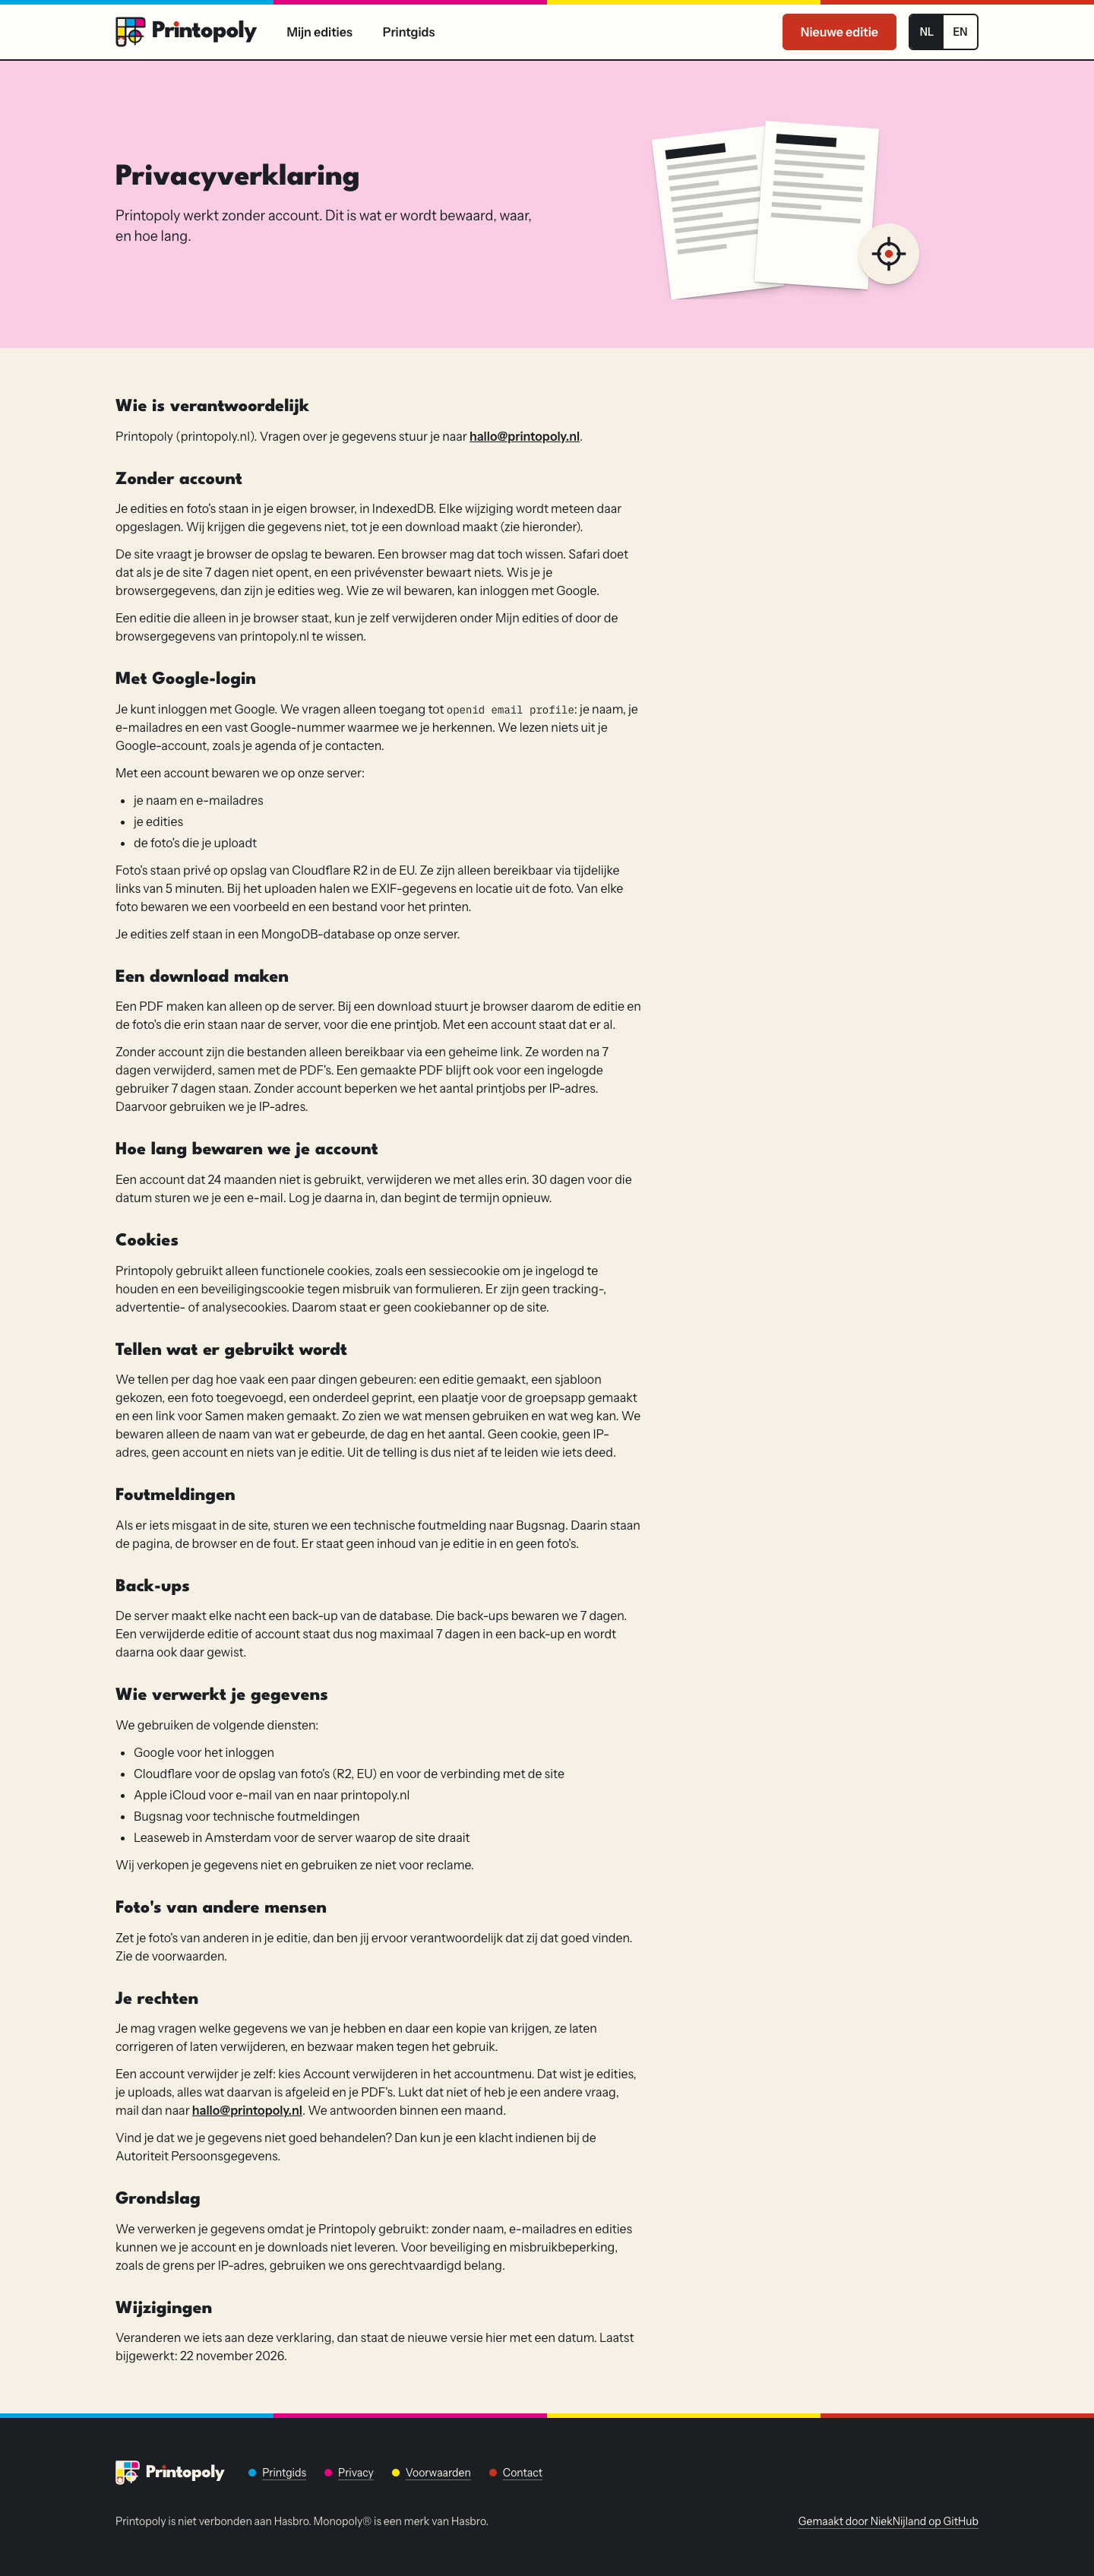 Printopoly
Mijn edities
Printgids
Nieuwe editie
NL
EN
Privacyverklaring
Printopoly werkt zonder account. Dit is wat er wordt bewaard, waar,
en hoe lang.
Wie is verantwoordelijk
Printopoly (printopoly.nl). Vragen over je gegevens stuur je naar hallo@printopoly.nl.
Zonder account
Je edities en foto's staan in je eigen browser, in IndexedDB. Elke wijziging wordt meteen daar
opgeslagen. Wij krijgen die gegevens niet, tot je een download maakt (zie hieronder).
De site vraagt je browser de opslag te bewaren. Een browser mag dat toch wissen. Safari doet
dat als je de site 7 dagen niet opent, en een privévenster bewaart niets. Wis je je
browsergegevens, dan zijn je edities weg. Wie ze wil bewaren, kan inloggen met Google.
Een editie die alleen in je browser staat, kun je zelf verwijderen onder Mijn edities of door de
browsergegevens van printopoly.nl te wissen.
Met Google-login
Je kunt inloggen met Google. We vragen alleen toegang tot openid email profile: je naam, je
e-mailadres en een vast Google-nummer waarmee we je herkennen. We lezen niets uit je
Google-account, zoals je agenda of je contacten.
Met een account bewaren we op onze server:
• je naam en e-mailadres
• je edities
• de foto's die je uploadt
Foto's staan privé op opslag van Cloudflare R2 in de EU. Ze zijn alleen bereikbaar via tijdelijke
links van 5 minuten. Bij het uploaden halen we EXIF-gegevens en locatie uit de foto. Van elke
foto bewaren we een voorbeeld en een bestand voor het printen.
Je edities zelf staan in een MongoDB-database op onze server.
Een download maken
Een PDF maken kan alleen op de server. Bij een download stuurt je browser daarom de editie en
de foto's die erin staan naar de server, voor die ene printjob. Met een account staat dat er al.
Zonder account zijn die bestanden alleen bereikbaar via een geheime link. Ze worden na 7
dagen verwijderd, samen met de PDF's. Een gemaakte PDF blijft ook voor een ingelogde
gebruiker 7 dagen staan. Zonder account beperken we het aantal printjobs per IP-adres.
Daarvoor gebruiken we je IP-adres.
Hoe lang bewaren we je account
Een account dat 24 maanden niet is gebruikt, verwijderen we met alles erin. 30 dagen voor die
datum sturen we je een e-mail. Log je daarna in, dan begint de termijn opnieuw.
Cookies
Printopoly gebruikt alleen functionele cookies, zoals een sessiecookie om je ingelogd te
houden en een beveiligingscookie tegen misbruik van formulieren. Er zijn geen tracking-,
advertentie- of analysecookies. Daarom staat er geen cookiebanner op de site.
Tellen wat er gebruikt wordt
We tellen per dag hoe vaak een paar dingen gebeuren: een editie gemaakt, een sjabloon
gekozen, een foto toegevoegd, een onderdeel geprint, een plaatje voor de groepsapp gemaakt
en een link voor Samen maken gemaakt. Zo zien we wat mensen gebruiken en wat weg kan. We
bewaren alleen de naam van wat er gebeurde, de dag en het aantal. Geen cookie, geen IP-
adres, geen account en niets van je editie. Uit de telling is dus niet af te leiden wie iets deed.
Foutmeldingen
Als er iets misgaat in de site, sturen we een technische foutmelding naar Bugsnag. Daarin staan
de pagina, de browser en de fout. Er staat geen inhoud van je editie in en geen foto's.
Back-ups
De server maakt elke nacht een back-up van de database. Die back-ups bewaren we 7 dagen.
Een verwijderde editie of account staat dus nog maximaal 7 dagen in een back-up en wordt
daarna ook daar gewist.
Wie verwerkt je gegevens
We gebruiken de volgende diensten:
• Google voor het inloggen
• Cloudflare voor de opslag van foto's (R2, EU) en voor de verbinding met de site
• Apple iCloud voor e-mail van en naar printopoly.nl
• Bugsnag voor technische foutmeldingen
• Leaseweb in Amsterdam voor de server waarop de site draait
Wij verkopen je gegevens niet en gebruiken ze niet voor reclame.
Foto's van andere mensen
Zet je foto's van anderen in je editie, dan ben jij ervoor verantwoordelijk dat zij dat goed vinden.
Zie de voorwaarden.
Je rechten
Je mag vragen welke gegevens we van je hebben en daar een kopie van krijgen, ze laten
corrigeren of laten verwijderen, en bezwaar maken tegen het gebruik.
Een account verwijder je zelf: kies Account verwijderen in het accountmenu. Dat wist je edities,
je uploads, alles wat daarvan is afgeleid en je PDF's. Lukt dat niet of heb je een andere vraag,
mail dan naar hallo@printopoly.nl. We antwoorden binnen een maand.
Vind je dat we je gegevens niet goed behandelen? Dan kun je een klacht indienen bij de
Autoriteit Persoonsgegevens.
Grondslag
We verwerken je gegevens omdat je Printopoly gebruikt: zonder naam, e-mailadres en edities
kunnen we je account en je downloads niet leveren. Voor beveiliging en misbruikbeperking,
zoals de grens per IP-adres, gebruiken we ons gerechtvaardigd belang.
Wijzigingen
Veranderen we iets aan deze verklaring, dan staat de nieuwe versie hier met een datum. Laatst
bijgewerkt: 22 november 2026.
Printopoly
Printgids
Privacy
Voorwaarden
Contact
Printopoly is niet verbonden aan Hasbro. Monopoly® is een merk van Hasbro.
Gemaakt door NiekNijland op GitHub